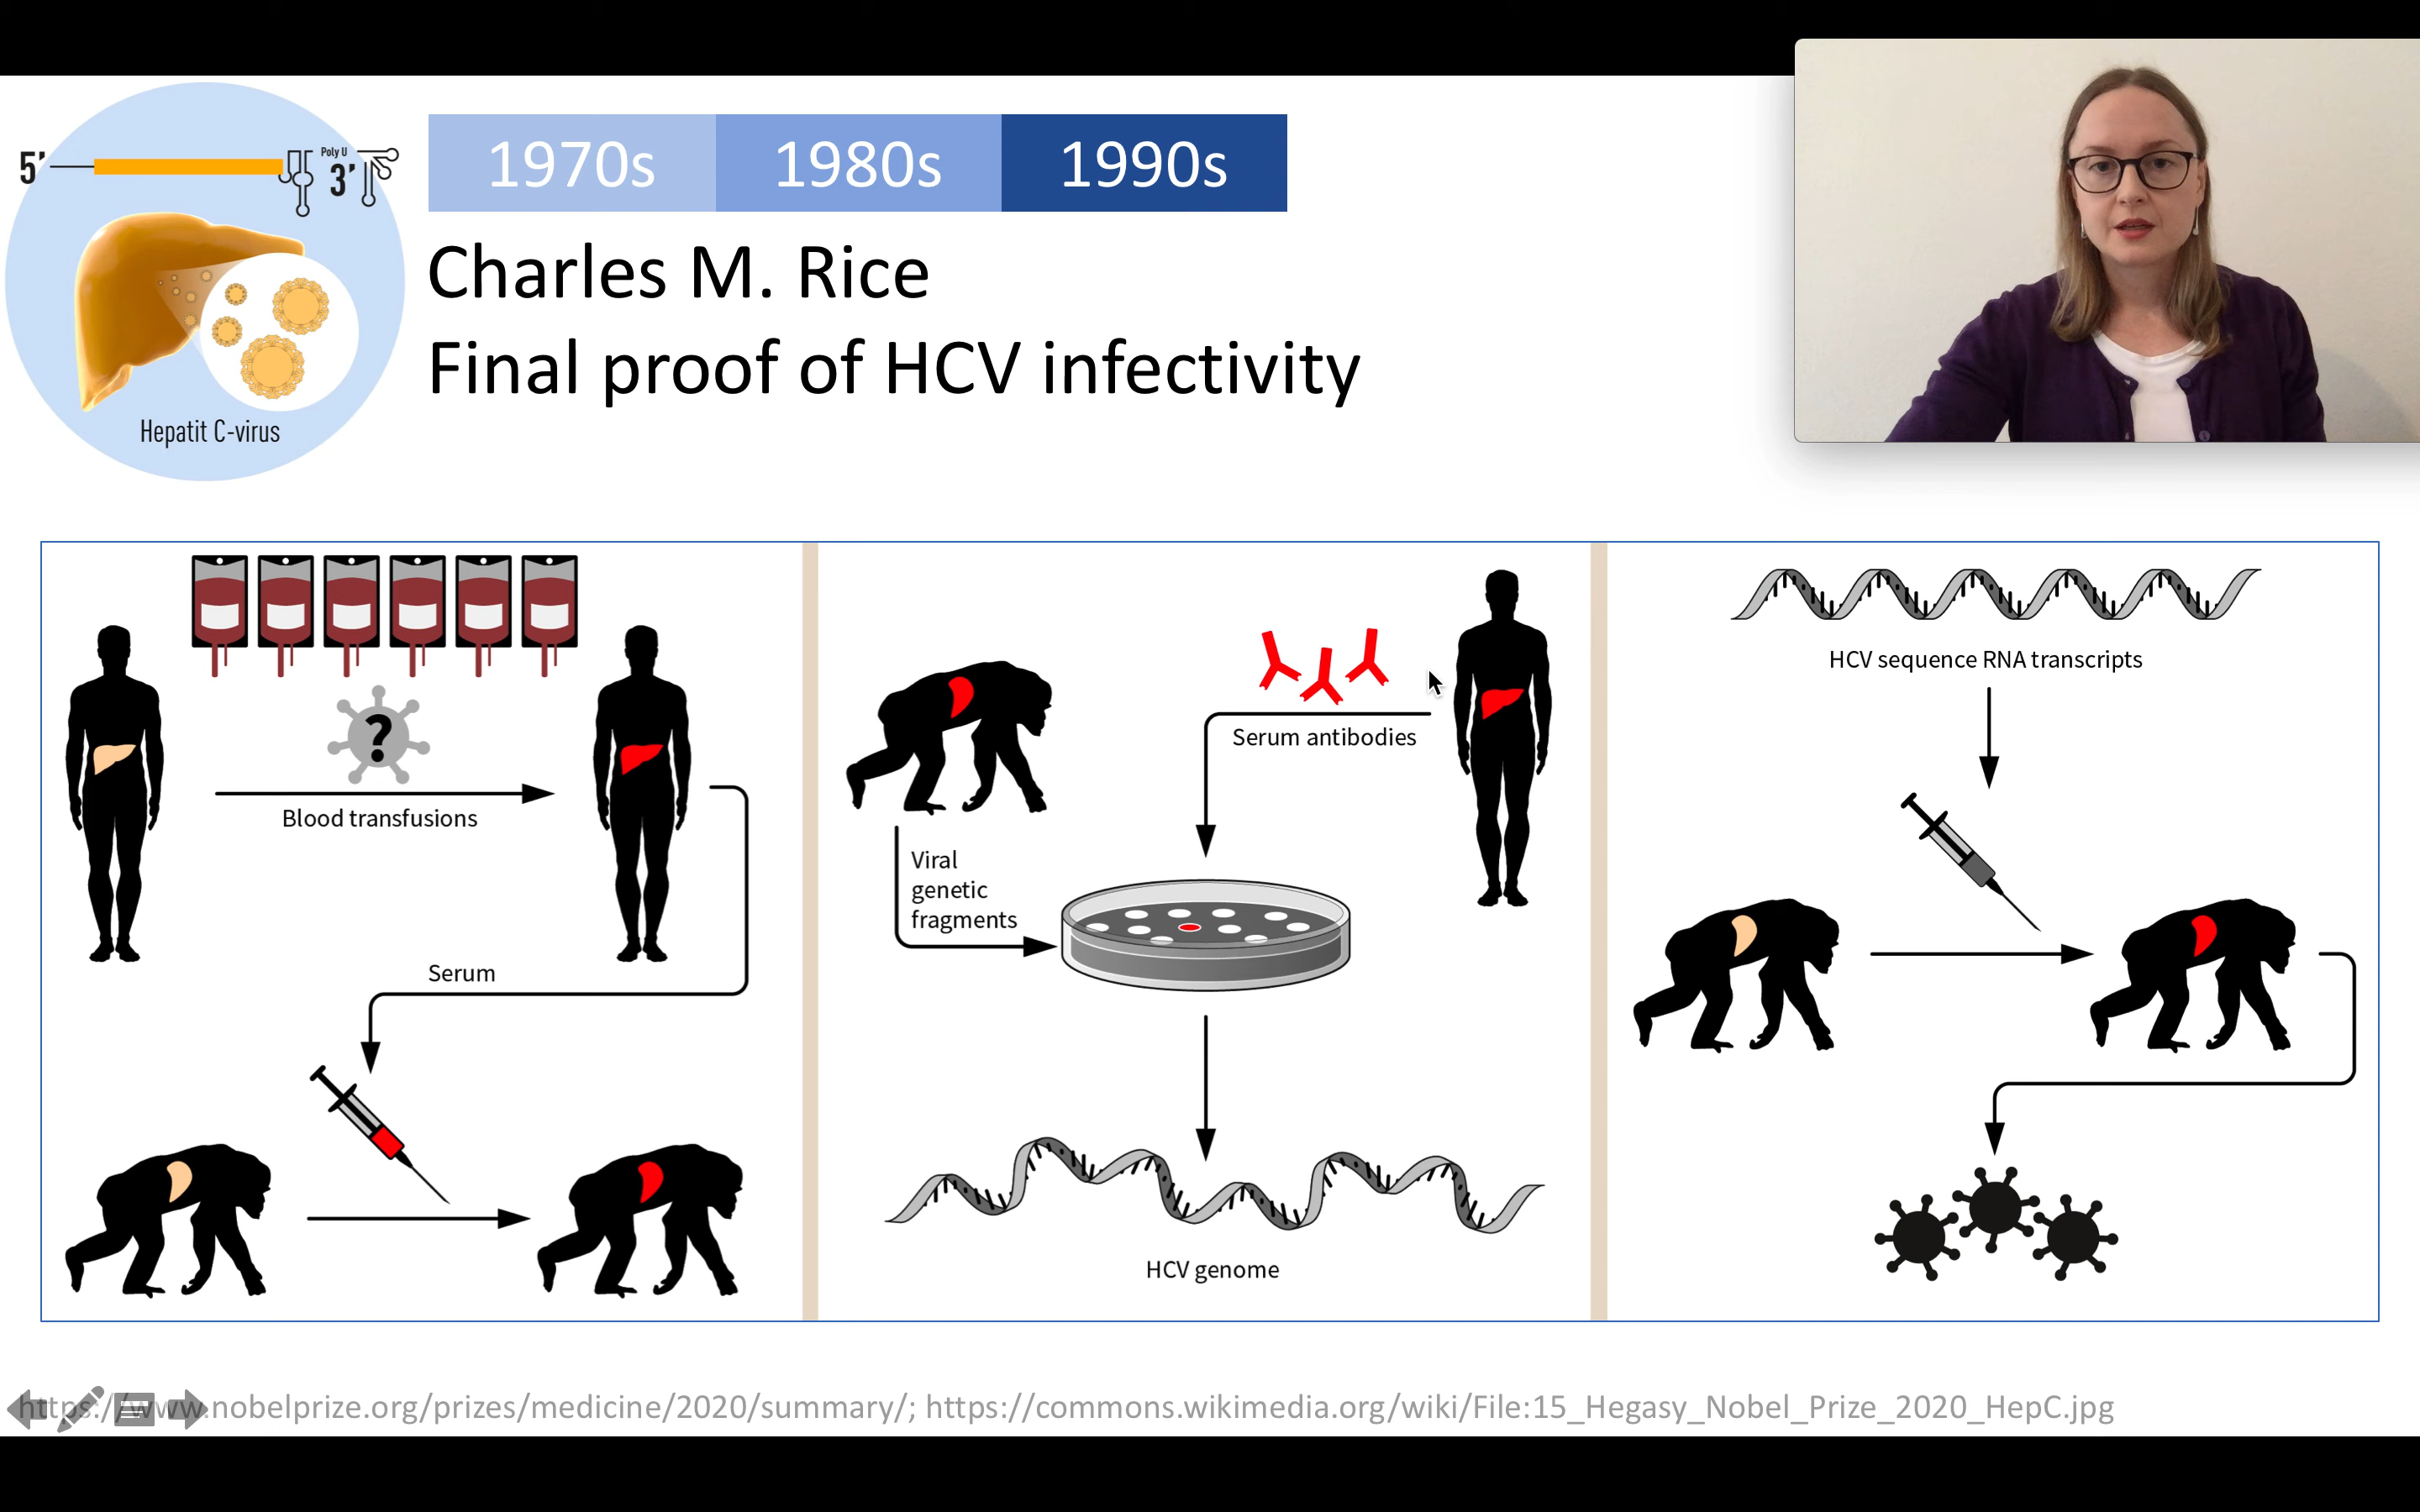 5'
Poly U
3'
Hepatit C-virus
1970s 1980s 1990s
Charles M. Rice
Final proof of HCV infectivity
?
Blood transfusions
Serum
Serum antibodies
Viral
genetic
fragments
HCV genome
HCV sequence RNA transcripts
https://www.nobelprize.org/prizes/medicine/2020/summary/; https://commons.wikimedia.org/wiki/File:15_Hegasy_Nobel_Prize_2020_HepC.jpg